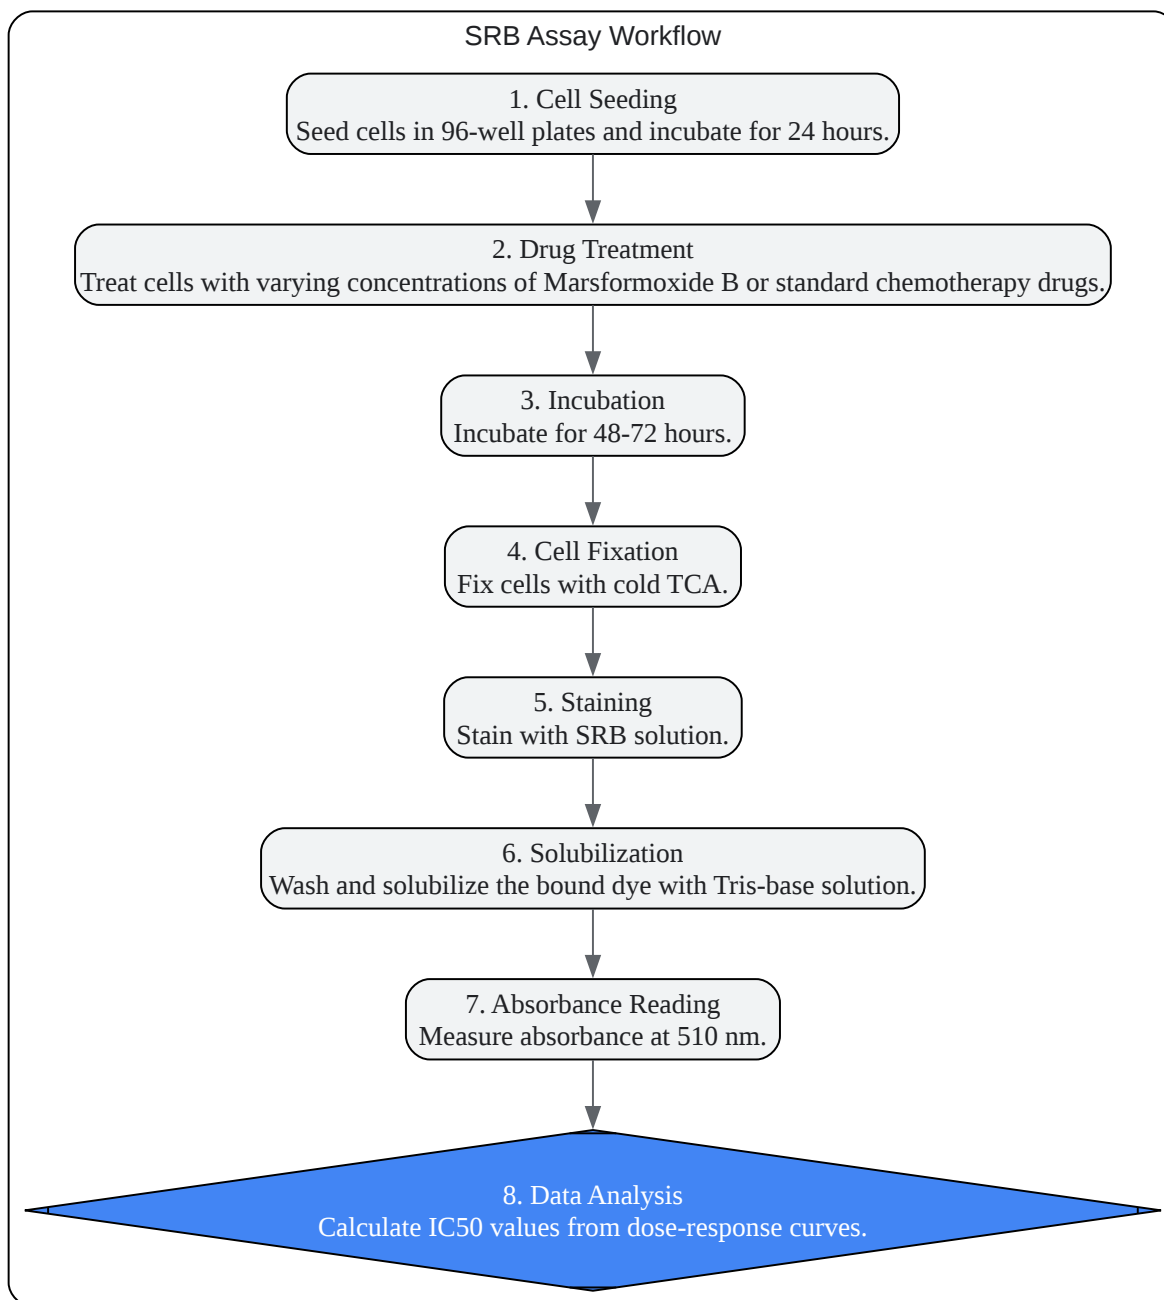 SRB Assay Workflow
1. Cell Seeding
Seed cells in 96-well plates and incubate for 24 hours.
2. Drug Treatment
Treat cells with varying concentrations of Marsformoxide B or standard chemotherapy drugs.
3. Incubation
Incubate for 48-72 hours.
4. Cell Fixation
Fix cells with cold TCA.
5. Staining
Stain with SRB solution.
6. Solubilization
Wash and solubilize the bound dye with Tris-base solution.
7. Absorbance Reading
Measure absorbance at 510 nm.
8. Data Analysis
Calculate IC50 values from dose-response curves.